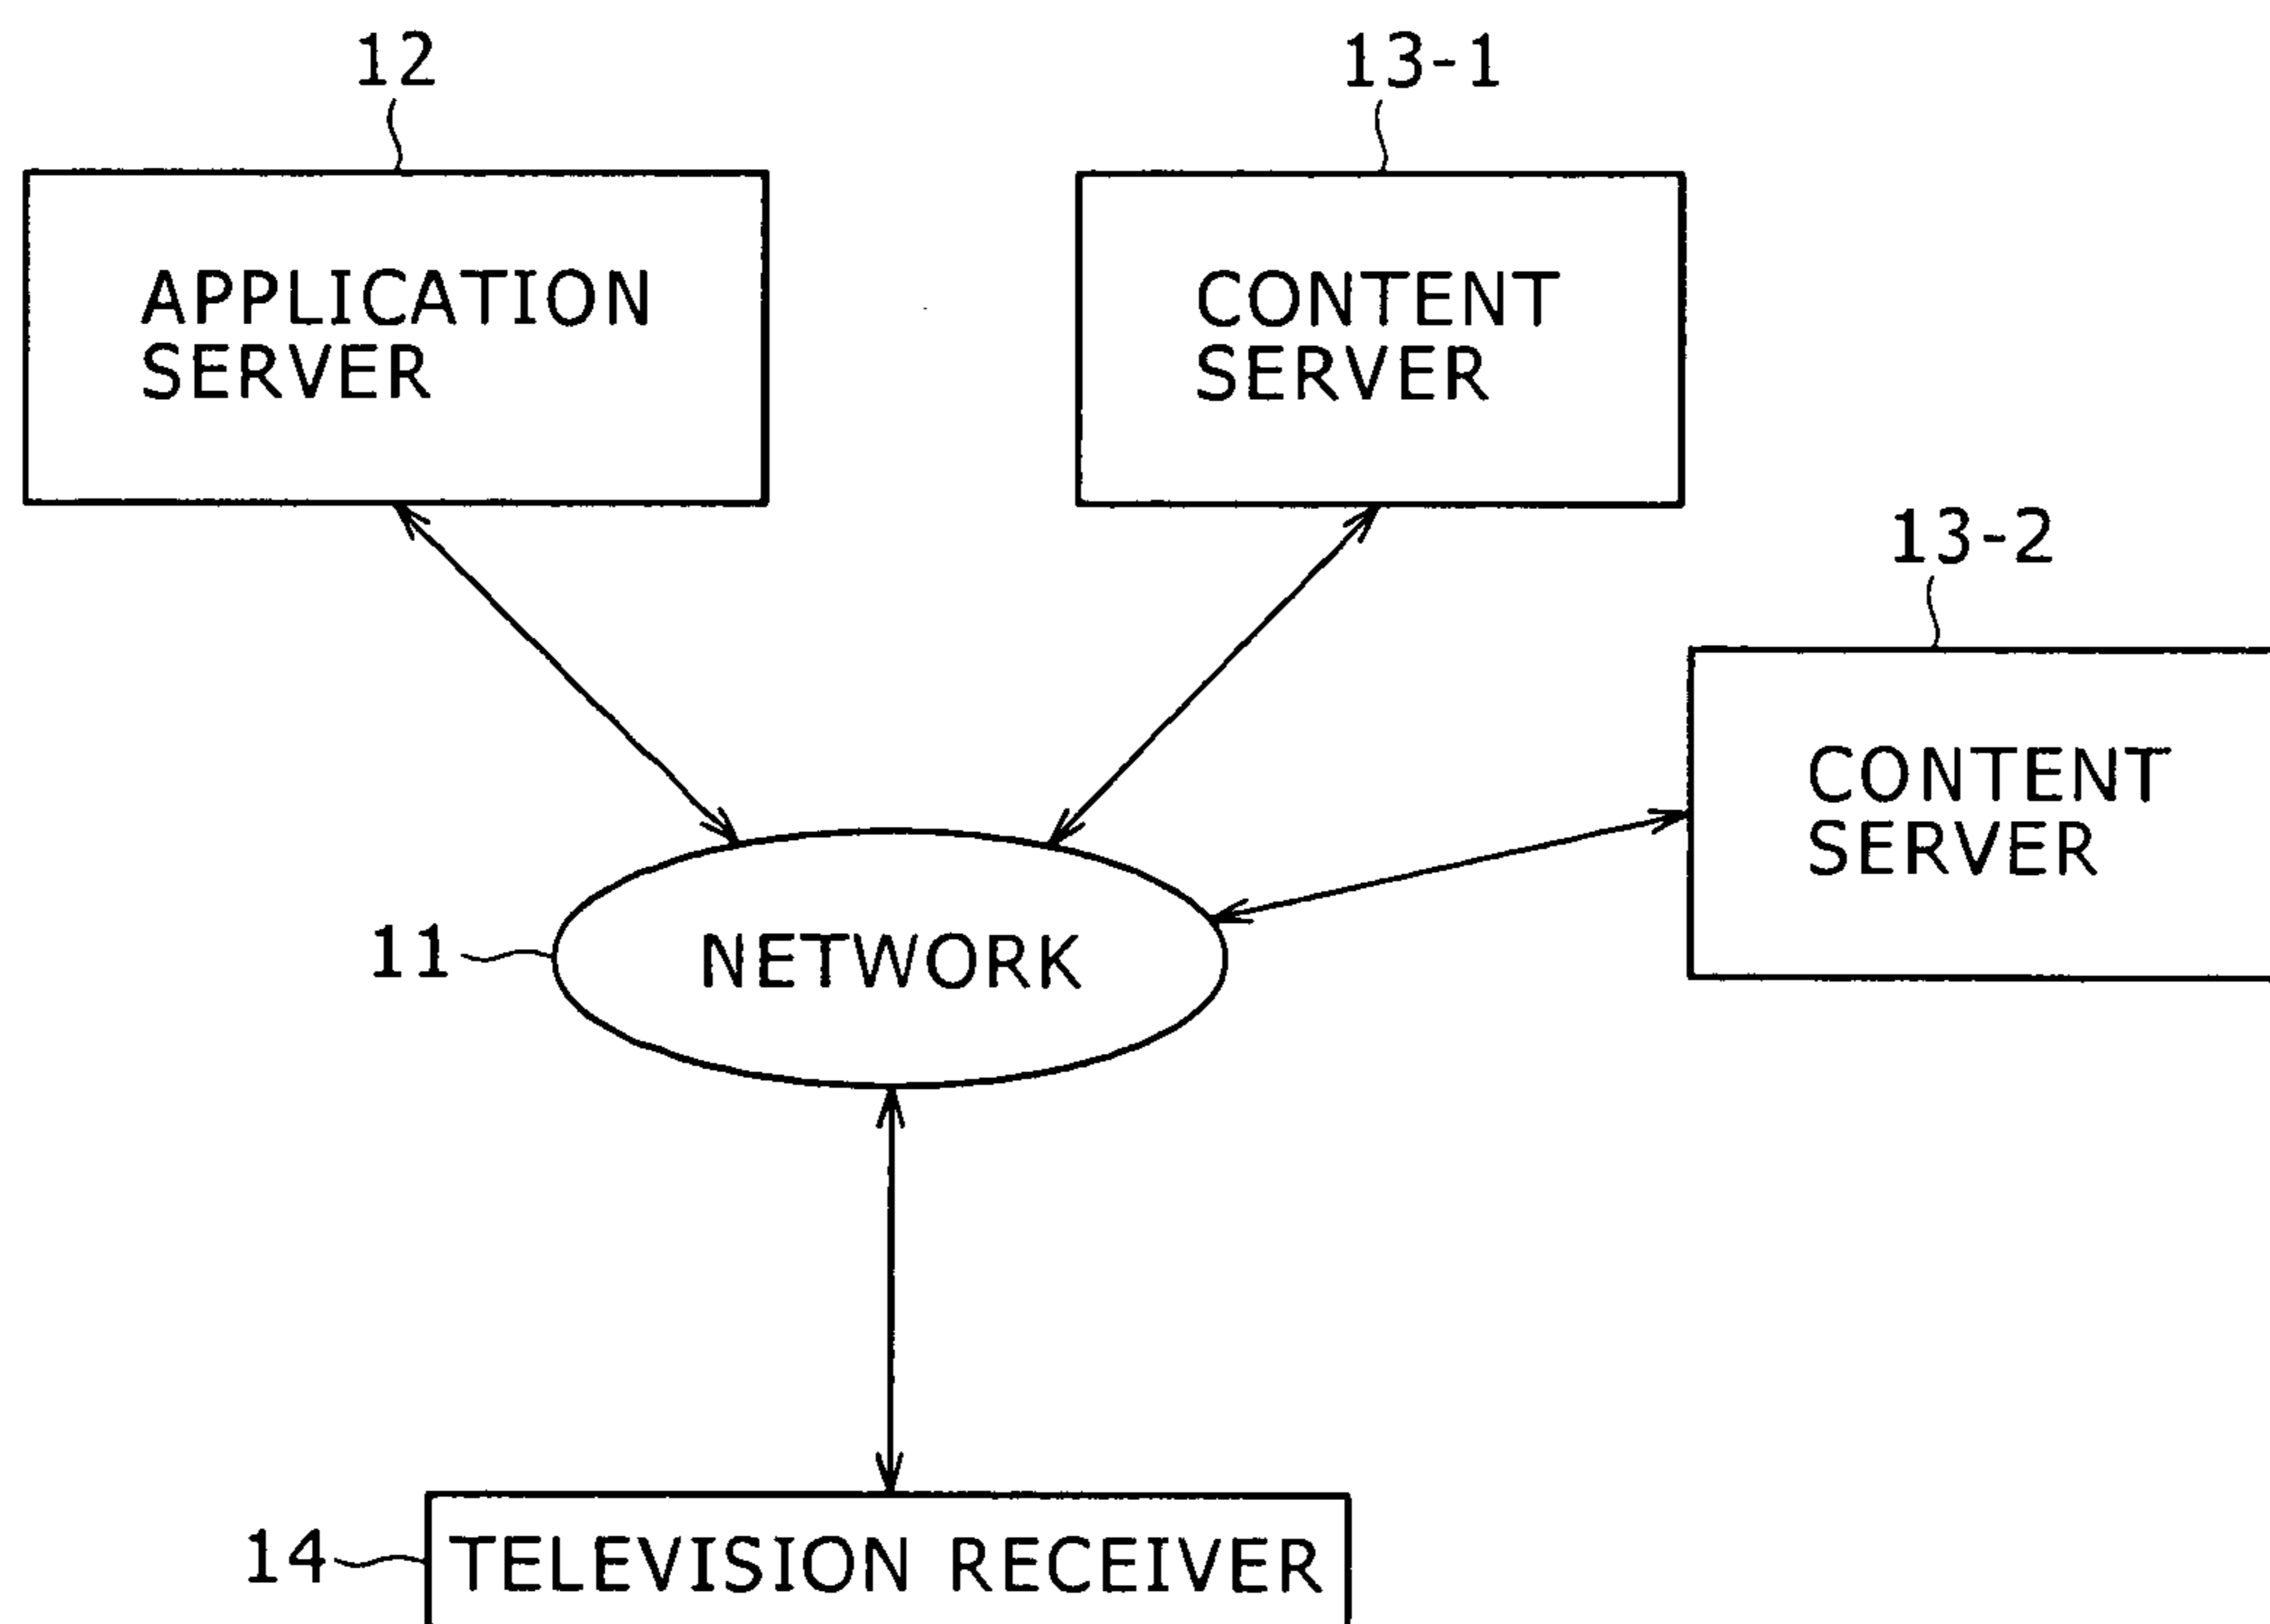 12
13-1
APPLICATION
SERVER
CONTENT
SERVER
13-2
CONTENT
SERVER
11
NETWORK
14
TELEVISION RECEIVER